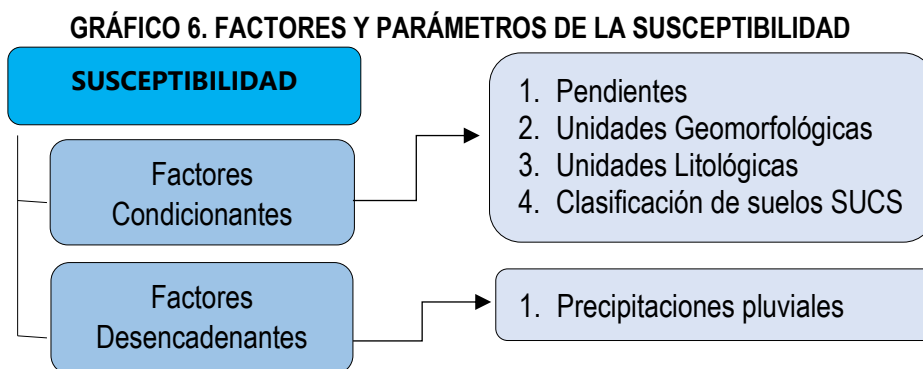 GRÁFICO 6. FACTORES Y PARÁMETROS DE LA SUSCEPTIBILIDAD
SUSCEPTIBILIDAD
Factores
Condicionantes
1. Pendientes
2. Unidades Geomorfológicas
3. Unidades Litológicas
4. Clasificación de suelos SUCS
Factores
Desencadenantes
1. Precipitaciones pluviales